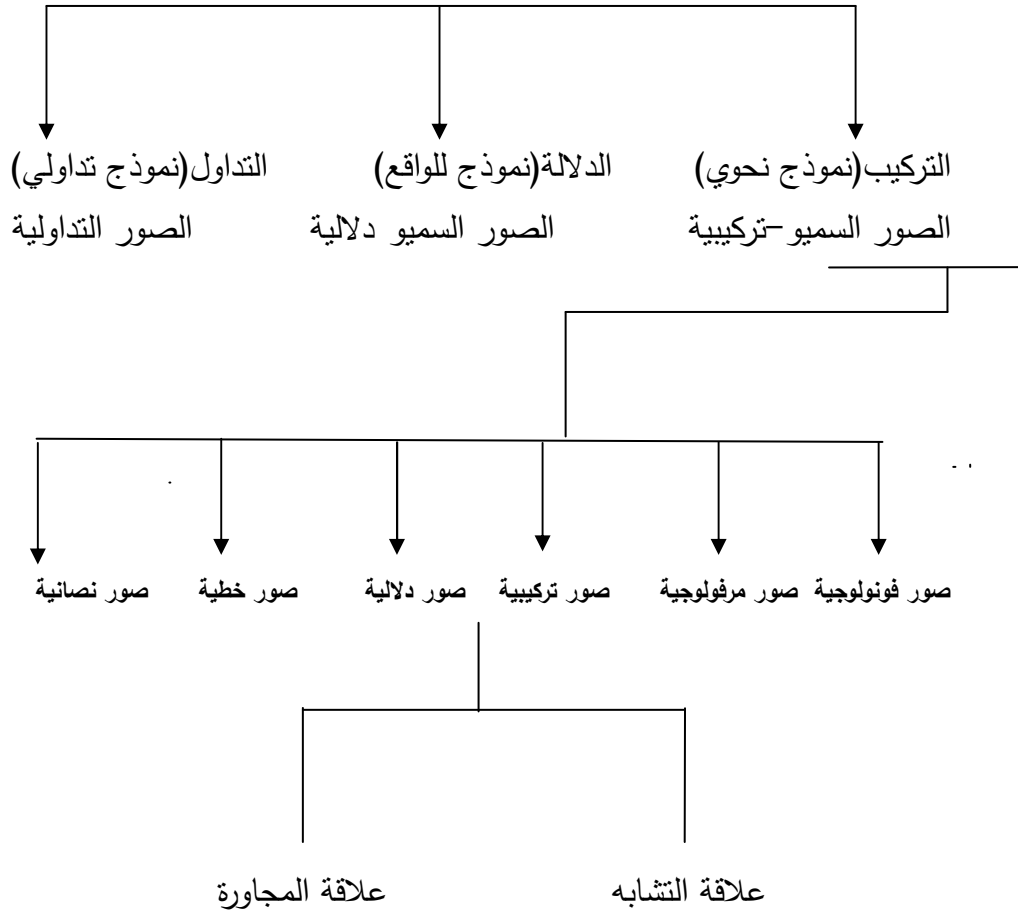 التركيب(نموذج نحوي) الدلالة(نموذج للواقع) التداول(نموذج تداولي)
الصور السميو–تركيبية الصور السميو دلالية الصور التداولية
صور فونولوجية صور مرفولوجية صور تركيبية صور دلالية صور خطية صور نصانية
علاقة التشابه علاقة المجاورة